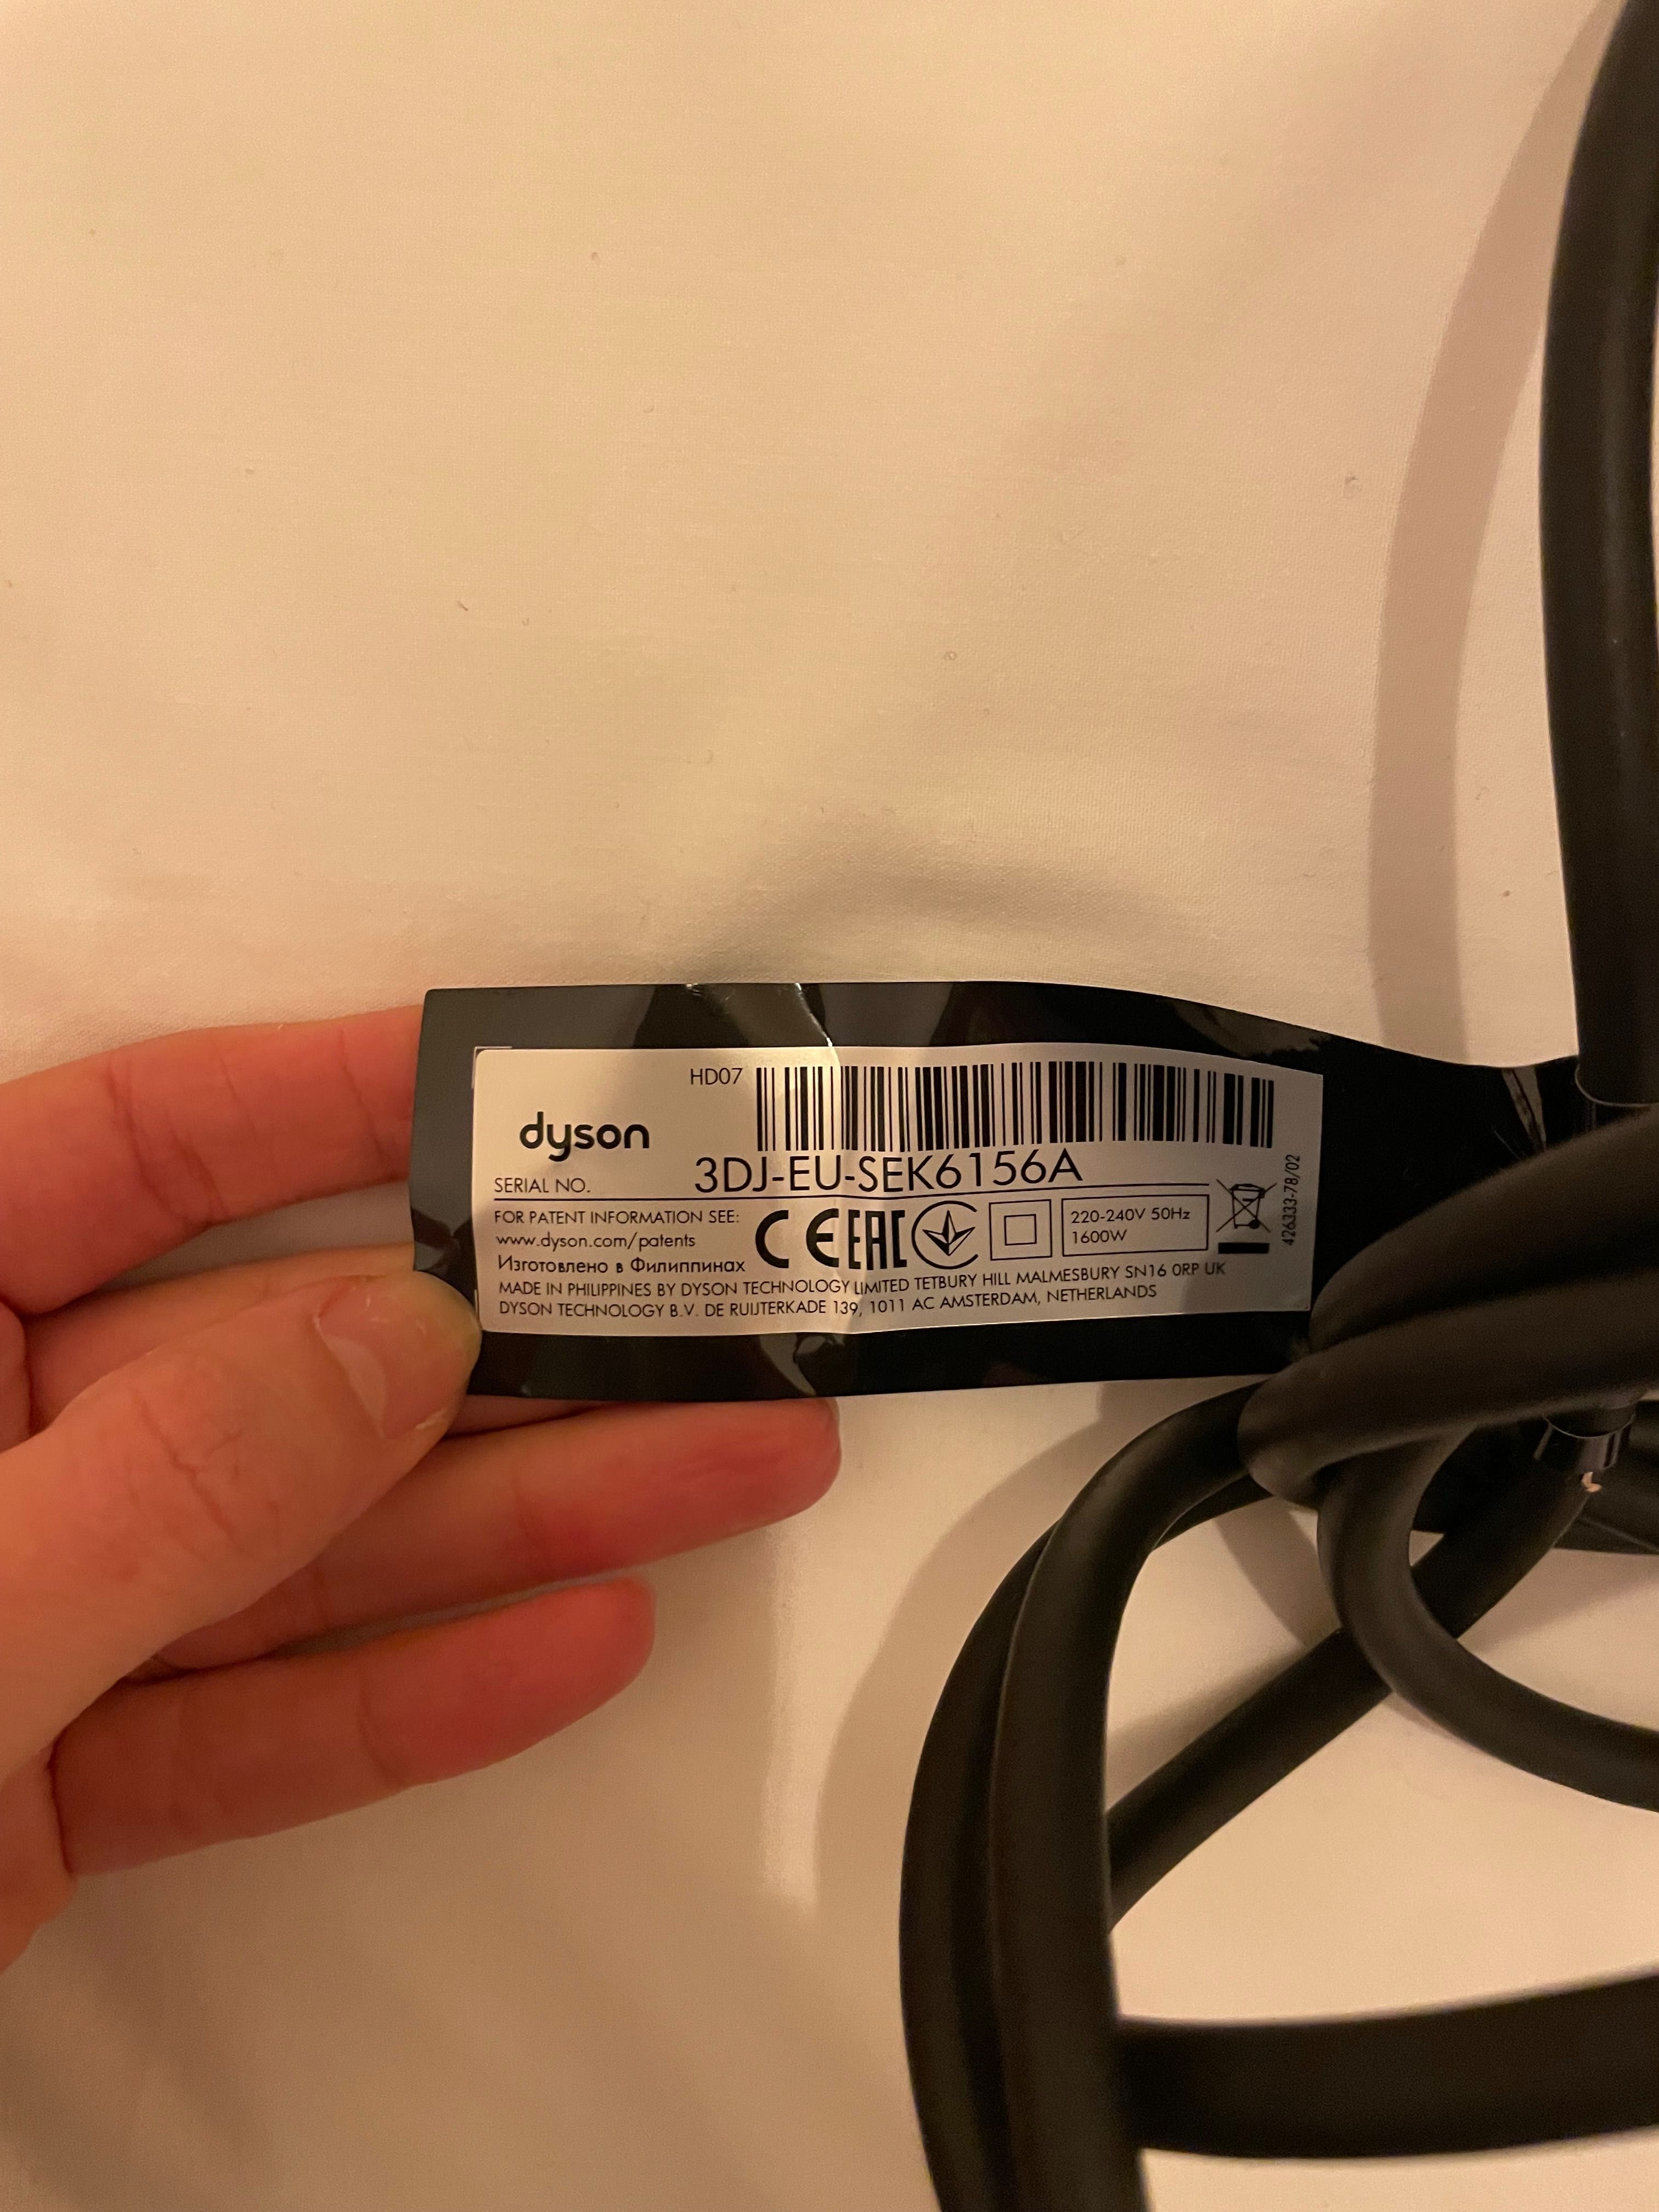 HD07
dyson
SERIAL NO. 3DJ-EU-SEK6156A
FOR PATENT INFORMATION SEE:
www.dyson.com/patents
Изготовлено в Филиппинах
CE EAC
220-240V 50Hz
1600W
426333-78/02
MADE IN PHILIPPINES BY DYSON TECHNOLOGY LIMITED TETBURY HILL MALMESBURY SN16 0RP UK
DYSON TECHNOLOGY B.V. DE RUIJTERKADE 139, 1011 AC AMSTERDAM, NETHERLANDS